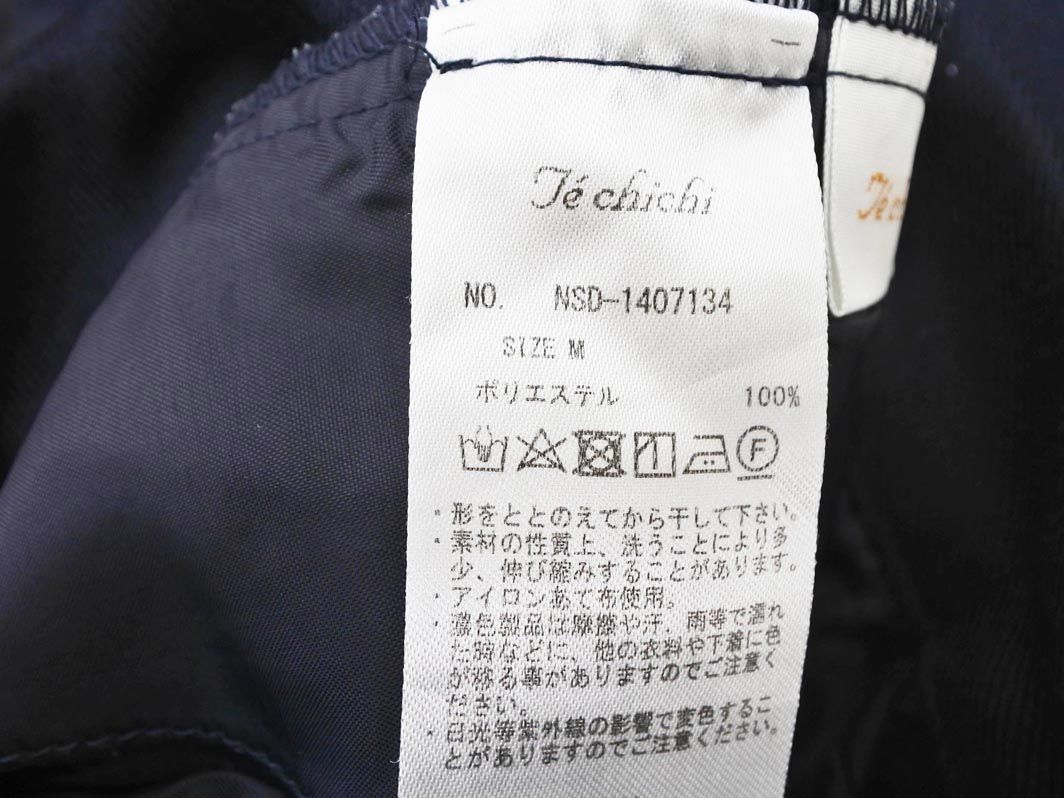 Té chichi
NO. NSD-1407134
SIZE M
ポリエステル 100%
F
・形をととのえてから干して下さい。
・素材の性質上、洗うことにより多
少、伸び縮みすることがあります。
・アイロンあて布使用。
・濃色製品は摩擦や汗、雨等で濡れ
た時などに、他の衣料や下着に色
が移る事がありますのでご注意く
ださい。
・日光等紫外線の影響で変色するこ
とがありますのでご注意ください。
Té